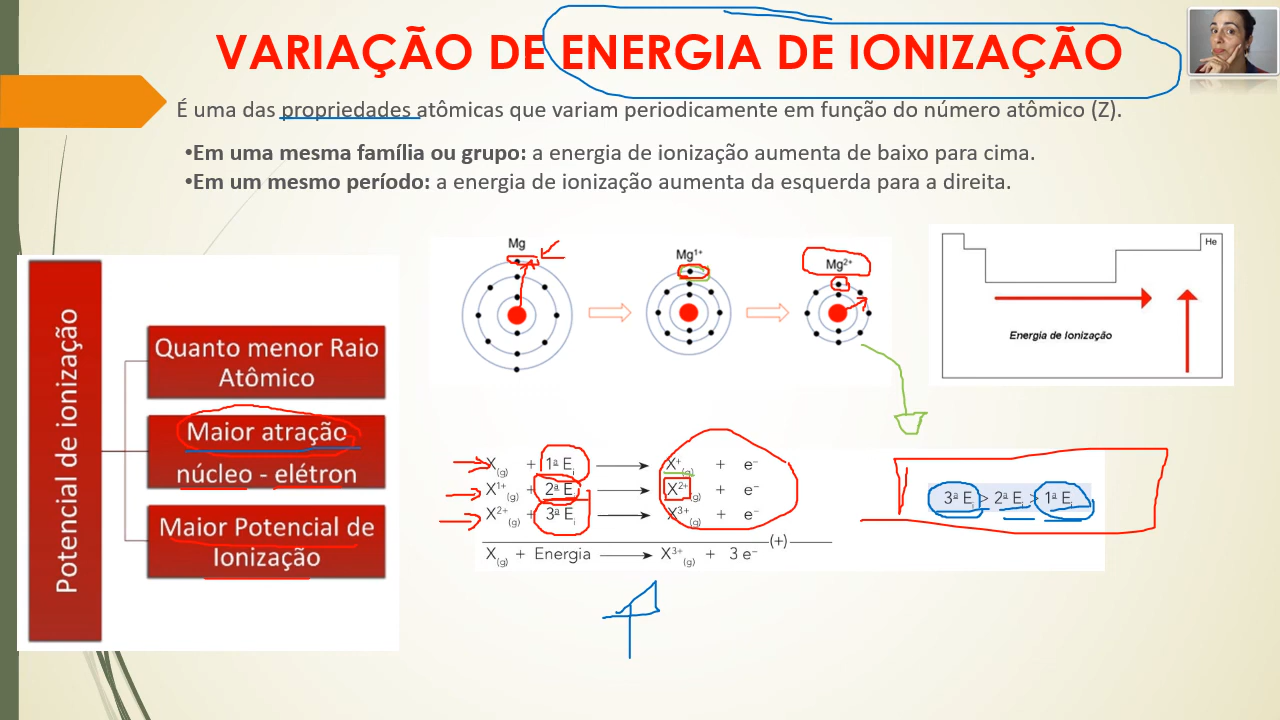 VARIAÇÃO DE ENERGIA DE IONIZAÇÃO
É uma das propriedades atômicas que variam periodicamente em função do número atômico (Z).
•Em uma mesma família ou grupo: a energia de ionização aumenta de baixo para cima.
•Em um mesmo período: a energia de ionização aumenta da esquerda para a direita.
Potencial de ionização
Quanto menor Raio
Atômico
Maior atração
núcleo - elétron
Maior Potencial de
Ionização
Mg
Mg¹⁺
Mg²⁺
He
Energia de Ionização
X(g) + 1ª Ei ⟶ X⁺(g) + e⁻
X¹⁺(g) + 2ª Ei ⟶ X²⁺(g) + e⁻
X²⁺(g) + 3ª Ei ⟶ X³⁺(g) + e⁻
(+)
X(g) + Energia ⟶ X³⁺(g) + 3 e⁻
3ª Ei > 2ª Ei > 1ª Ei